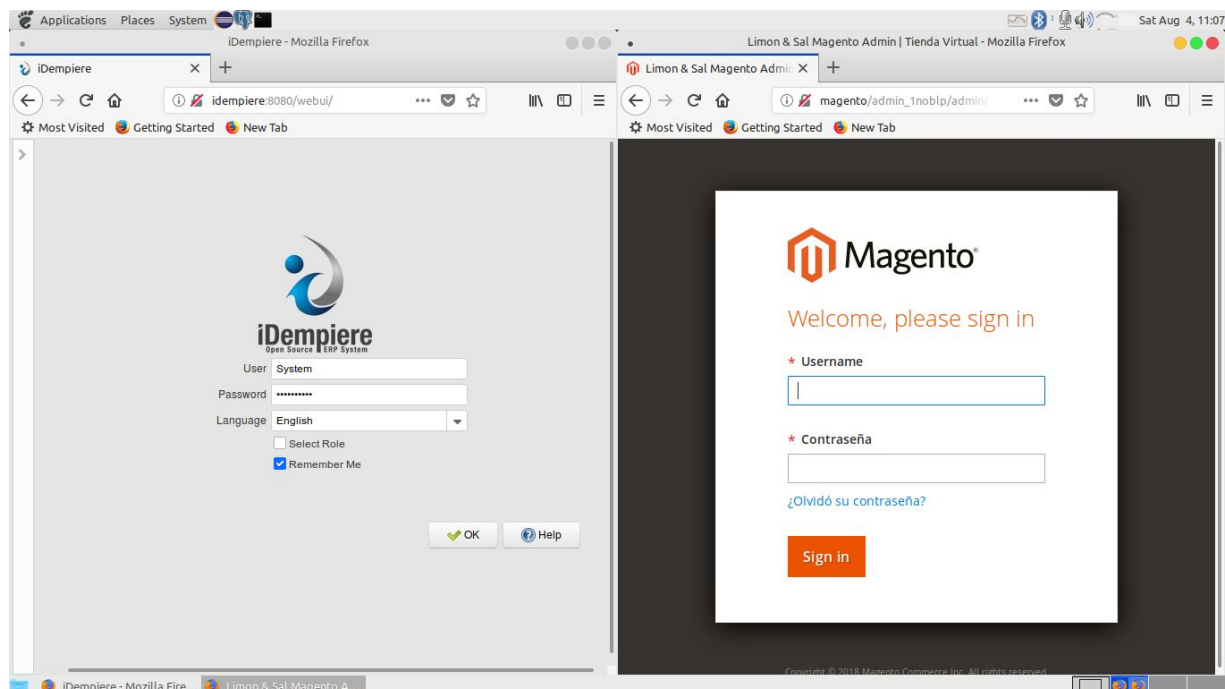 Applications Places System
Sat Aug 4, 11:07
iDempiere - Mozilla Firefox
iDempiere
idempiere:8080/webui/
Most Visited Getting Started New Tab
iDempiere
Open Source ERP System
User System
Password
Language English
Select Role
Remember Me
OK Help
Limon & Sal Magento Admin | Tienda Virtual - Mozilla Firefox
Limon & Sal Magento Admin
magento/admin_1noblp/admin/
Most Visited Getting Started New Tab
Magento
Welcome, please sign in
* Username
* Contraseña
¿Olvidó su contraseña?
Sign in
Copyright © 2018 Magento Commerce Inc. All rights reserved.
iDempiere - Mozilla Fire...
Limon & Sal Magento A...